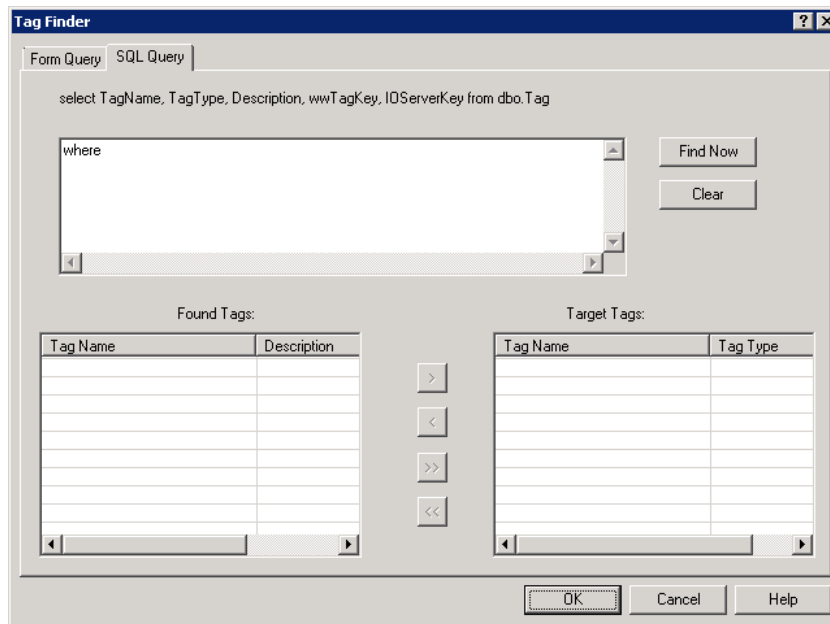 Tag Finder
Form Query SQL Query
select TagName, TagType, Description, wwTagKey, IOServerKey from dbo.Tag
where
Find Now
Clear
Found Tags: Target Tags:
Tag Name Description Tag Name Tag Type
>
<
>>
<<
OK Cancel Help